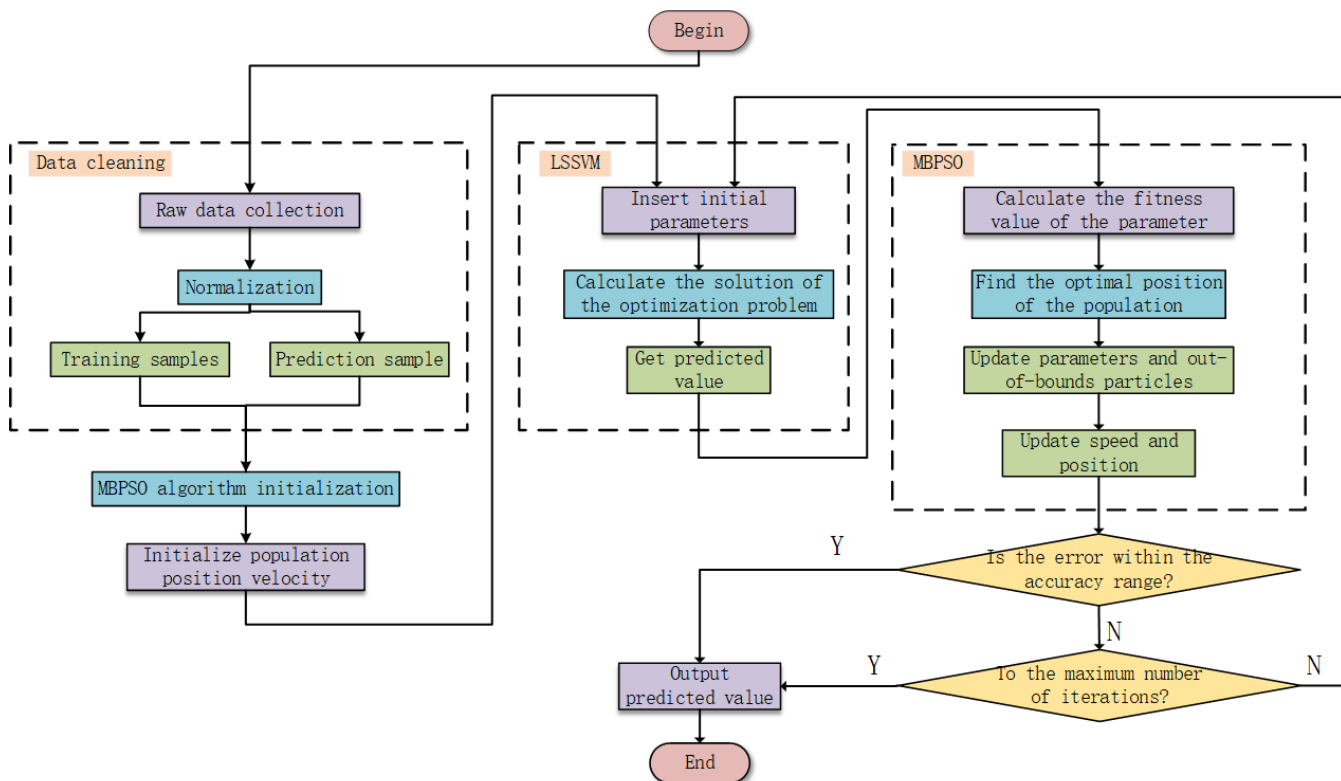 Begin
Data cleaning
Raw data collection
Normalization
Training samples
Prediction sample
MBPSO algorithm initialization
Initialize population
position velocity
LSSVM
Insert initial
parameters
Calculate the solution of
the optimization problem
Get predicted
value
MBPSO
Calculate the fitness
value of the parameter
Find the optimal position
of the population
Update parameters and out-
of-bounds particles
Update speed and
position
Is the error within the
accuracy range?
Y
N
To the maximum number
of iterations?
Y
N
Output
predicted value
End